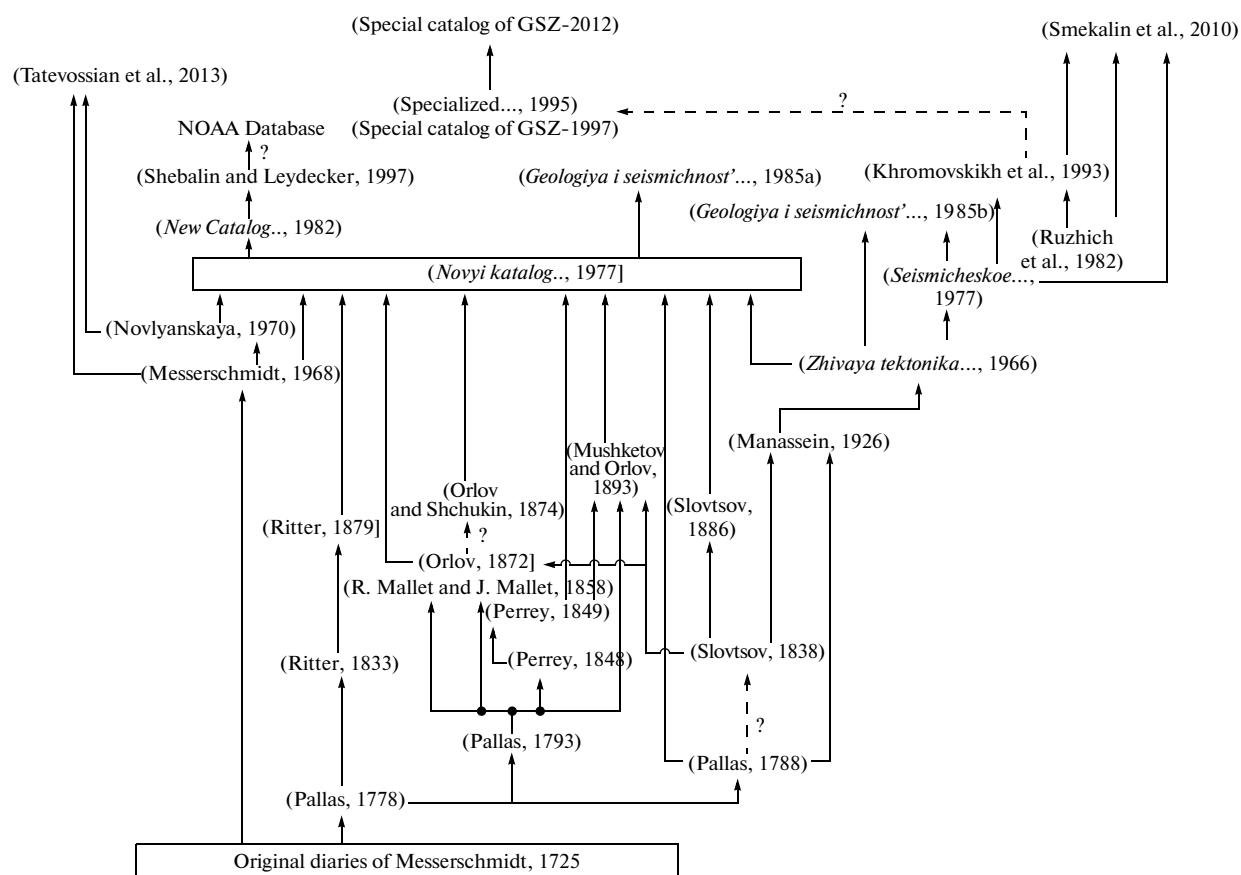 (Special catalog of GSZ-2012)
(Smekalin et al., 2010)
(Tatevossian et al., 2013)
?
(Specialized..., 1995)
(Special catalog of GSZ-1997)
NOAA Database
?
(Shebalin and Leydecker, 1997)
(Geologiya i seismichnost’..., 1985a)
(Khromovskikh et al., 1993)
(Geologiya i seismichnost’..., 1985b)
(New Catalog.., 1982)
(Ruzhich
et al., 1982)
(Novyi katalog.., 1977]
(Seismicheskoe...,
1977)
(Novlyanskaya, 1970)
(Messerschmidt, 1968)
(Zhivaya tektonika..., 1966)
(Manassein, 1926)
(Mushketov
and Orlov,
1893)
(Orlov
and Shchukin, 1874)
(Slovtsov,
1886)
(Ritter, 1879]
?
(Orlov, 1872]
(R. Mallet and J. Mallet, 1858)
(Perrey, 1849)
(Slovtsov, 1838)
(Ritter, 1833)
(Perrey, 1848)
?
(Pallas, 1793)
(Pallas, 1788)
(Pallas, 1778)
Original diaries of Messerschmidt, 1725